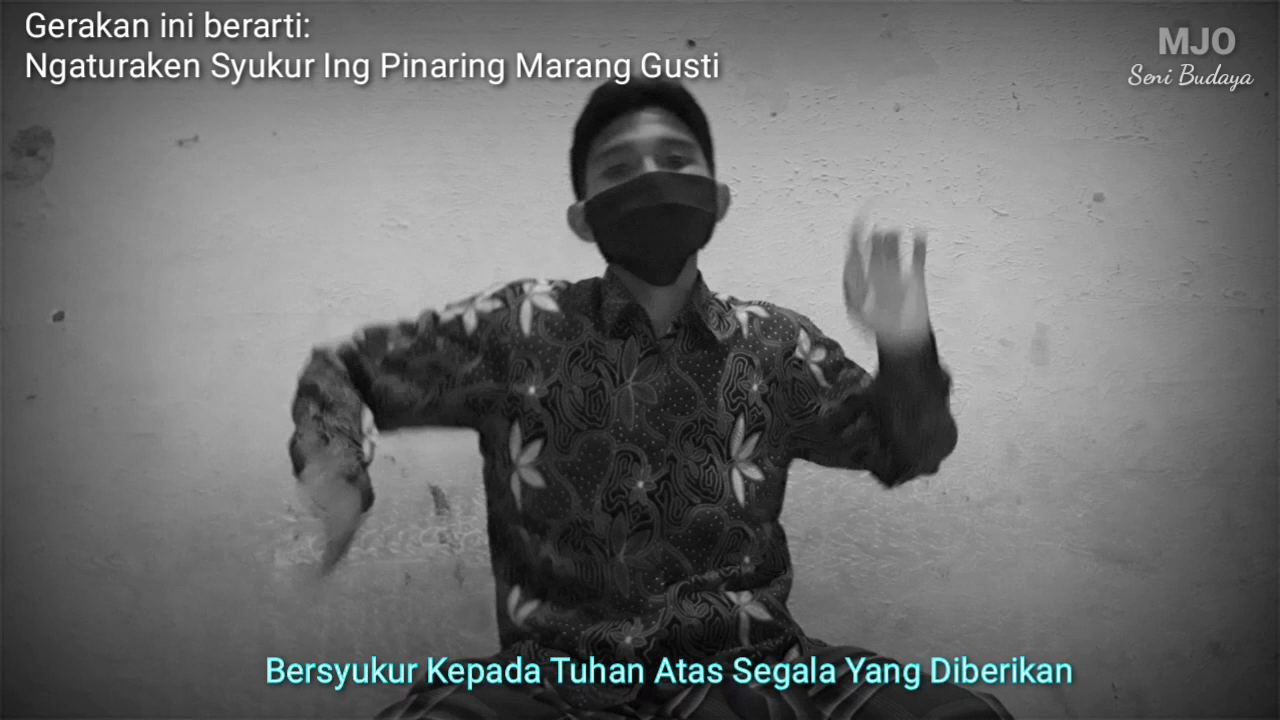 Gerakan ini berarti:
Ngaturaken Syukur Ing Pinaring Marang Gusti
MJO
Seni Budaya
Bersyukur Kepada Tuhan Atas Segala Yang Diberikan